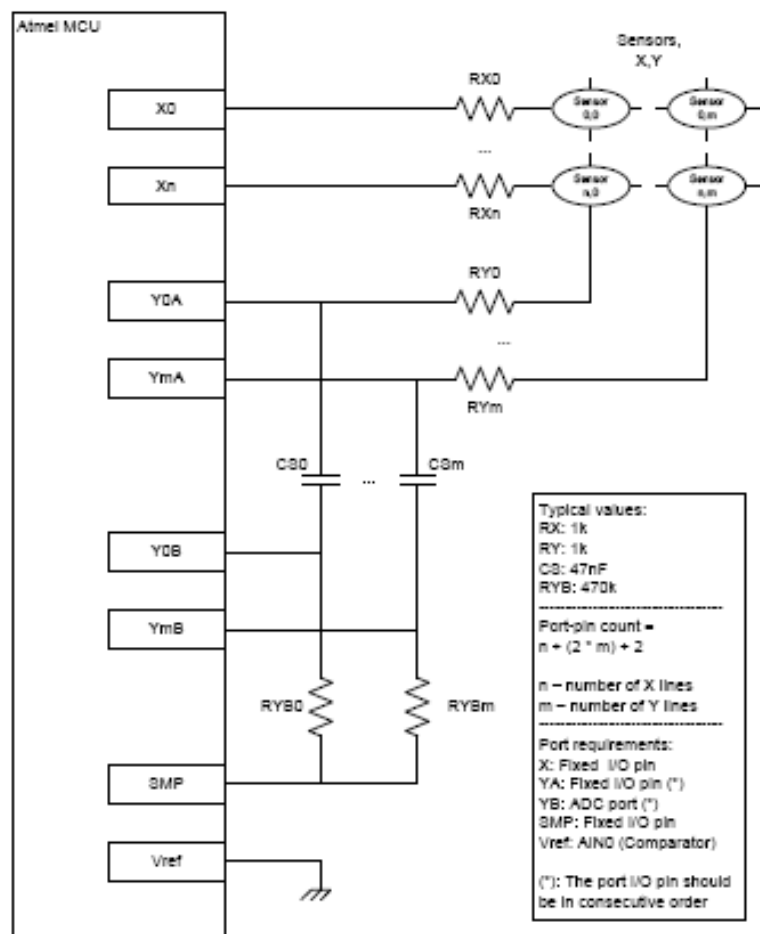 Atmel MCU
Sensors,
X,Y
RX0
X0
Sensor
0,0
Sensor
0,m
...
Xn
Sensor
n,0
Sensor
n,m
RXn
RY0
Y0A
...
YmA
RYm
CS0
...
CSm
Y0B
YmB
RYB0
RYBm
SMP
Vref
Typical values:
RX: 1k
RY: 1k
CS: 47nF
RYB: 470k
Port-pin count =
n + (2 * m) + 2
n – number of X lines
m – number of Y lines
Port requirements:
X: Fixed I/O pin
YA: Fixed I/O pin (*)
YB: ADC port (*)
SMP: Fixed I/O pin
Vref: AIN0 (Comparator)
(*): The port I/O pin should
be in consecutive order